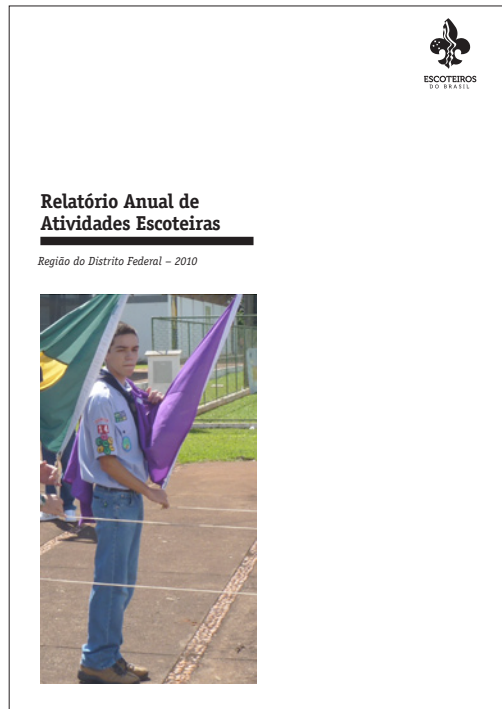 ESCOTEIROS
DO BRASIL
Relatório Anual de
Atividades Escoteiras
Região do Distrito Federal – 2010